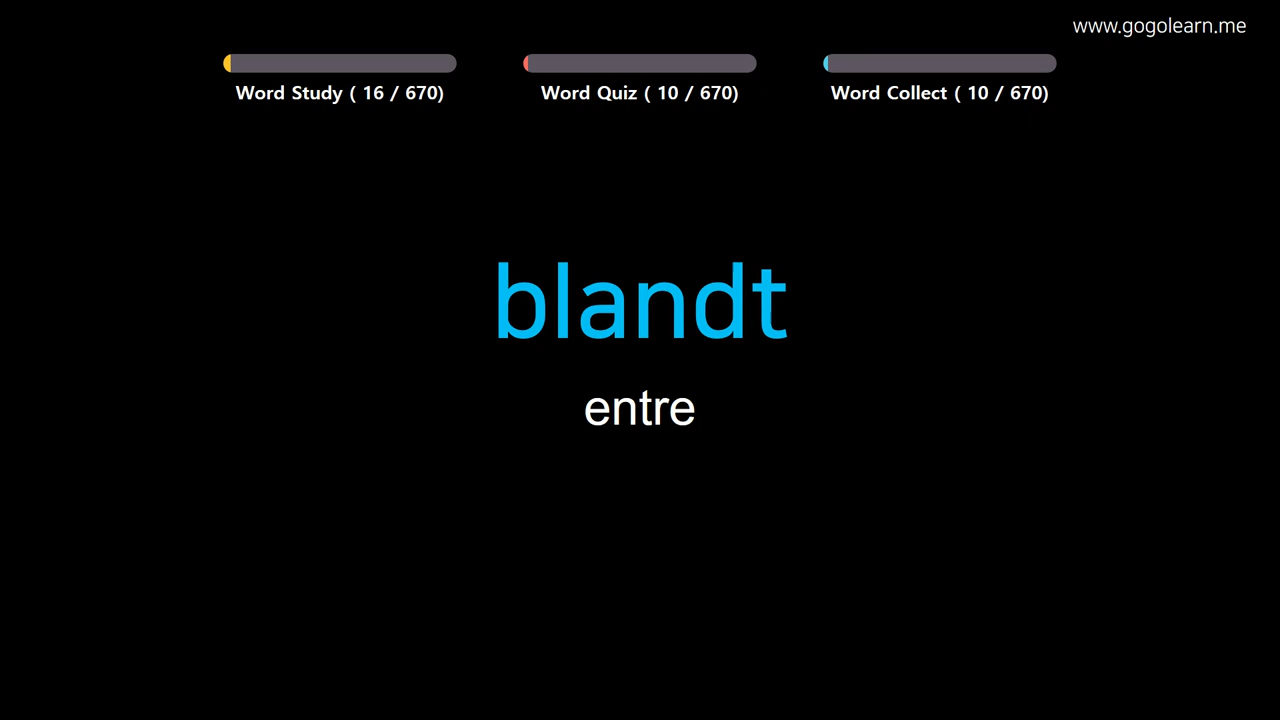 www.gogolearn.me
Word Study ( 16 / 670)
Word Quiz ( 10 / 670)
Word Collect ( 10 / 670)
blandt
entre